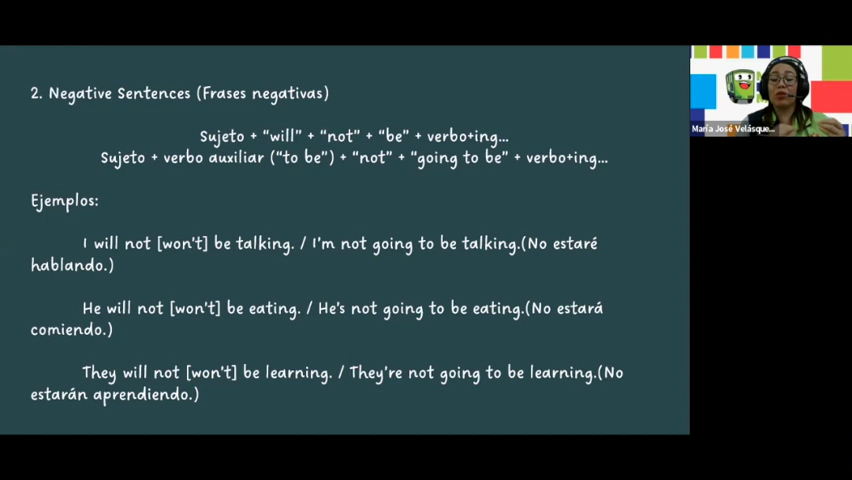 2. Negative Sentences (Frases negativas)
Sujeto + “will” + “not” + “be” + verbo+ing...
Sujeto + verbo auxiliar (“to be”) + “not” + “going to be” + verbo+ing...
Ejemplos:
I will not [won't] be talking. / I'm not going to be talking.(No estaré
hablando.)
He will not [won't] be eating. / He's not going to be eating.(No estará
comiendo.)
They will not [won't] be learning. / They're not going to be learning.(No
estarán aprendiendo.)
María José Velásque...